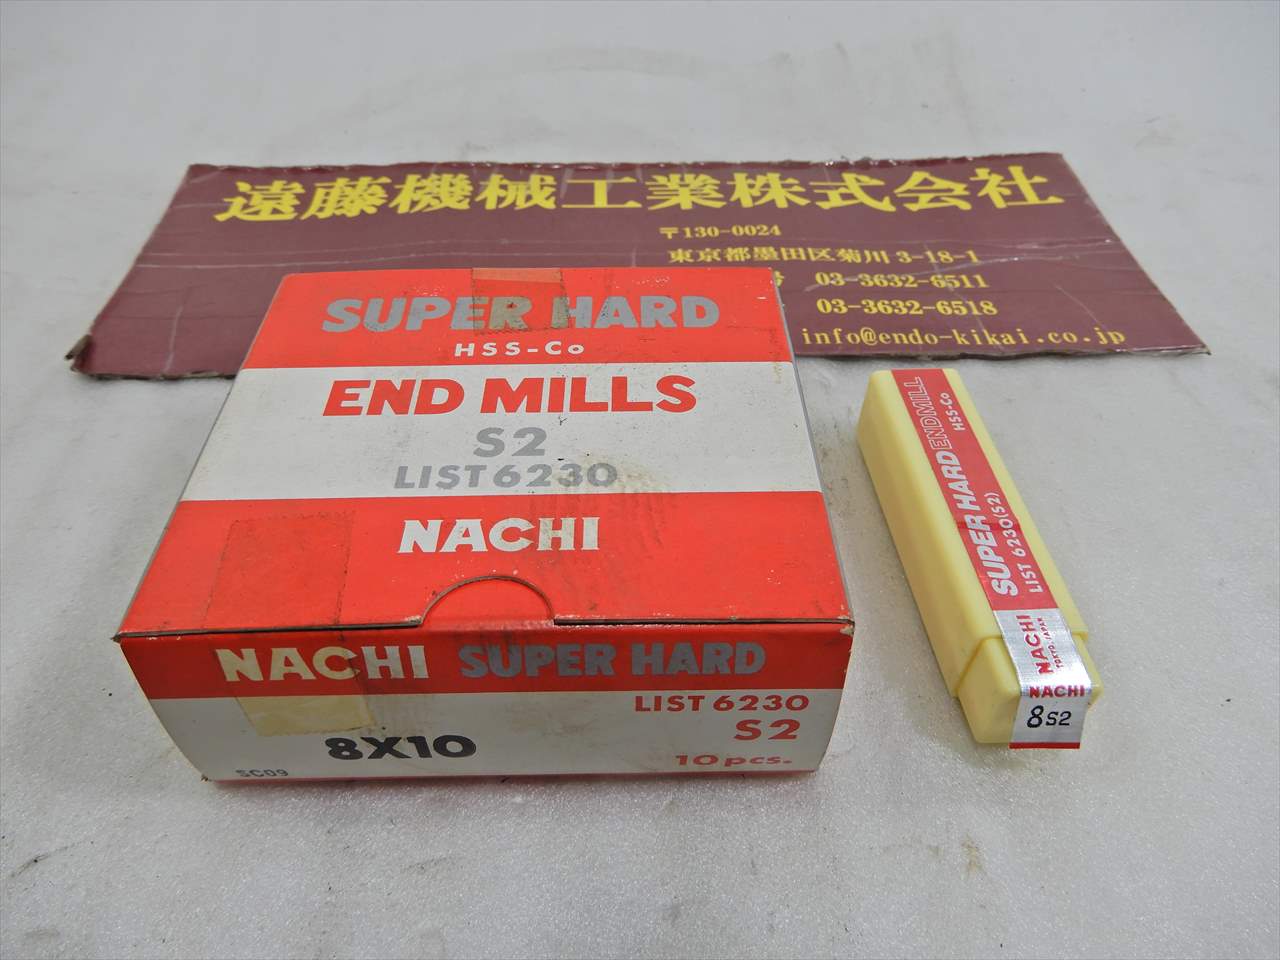 遠藤機械工業株式会社
〒130-0024
東京都墨田区菊川 3-18-1
号 03-3632-6511
03-3632-6518
info@endo-kikai.co.jp
SUPER HARD
HSS-Co
END MILLS
S2
LIST 6230
NACHI
NACHI SUPER HARD
LIST 6230
S2
8X10
10 pcs.
SC09
SUPER HARD ENDMILL
HSS-Co
LIST 6230(S2)
NACHI
TOKYO, JAPAN
NACHI
8 S2